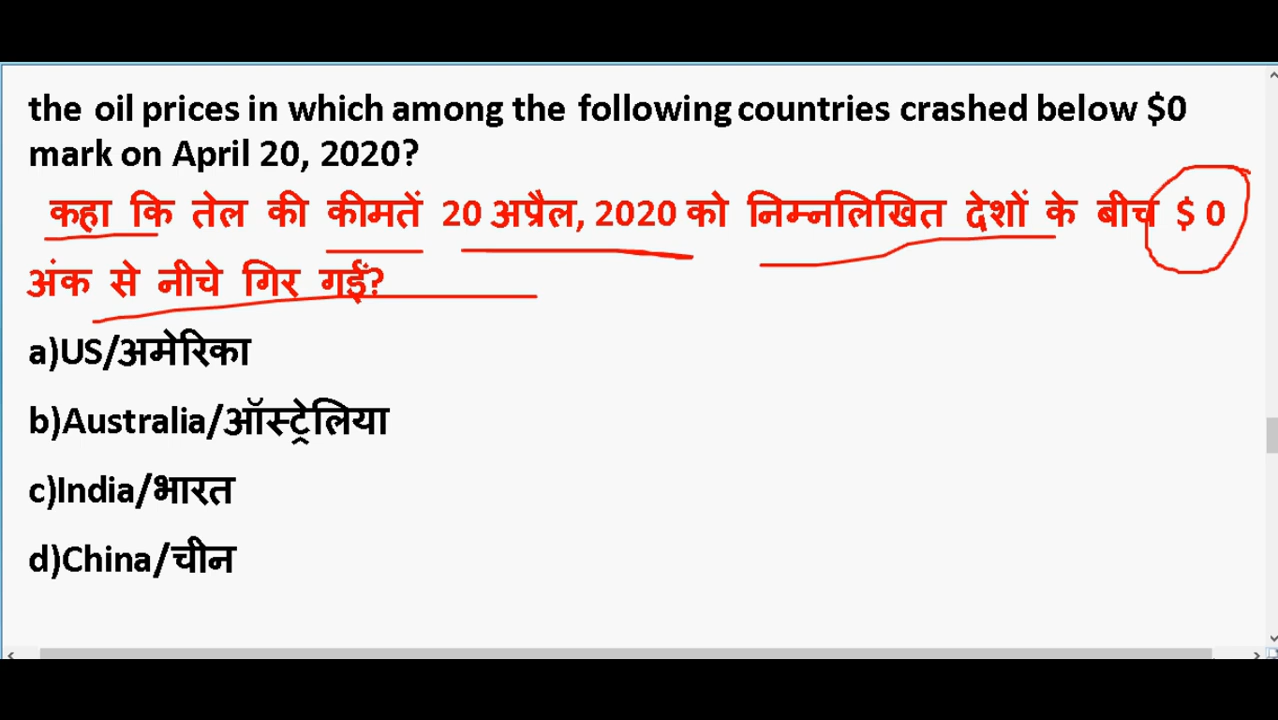 the oil prices in which among the following countries crashed below $0
mark on April 20, 2020?
कहा कि तेल की कीमतें 20 अप्रैल, 2020 को निम्नलिखित देशों के बीच $ 0
अंक से नीचे गिर गईं?
a)US/अमेरिका
b)Australia/ऑस्ट्रेलिया
c)India/भारत
d)China/चीन